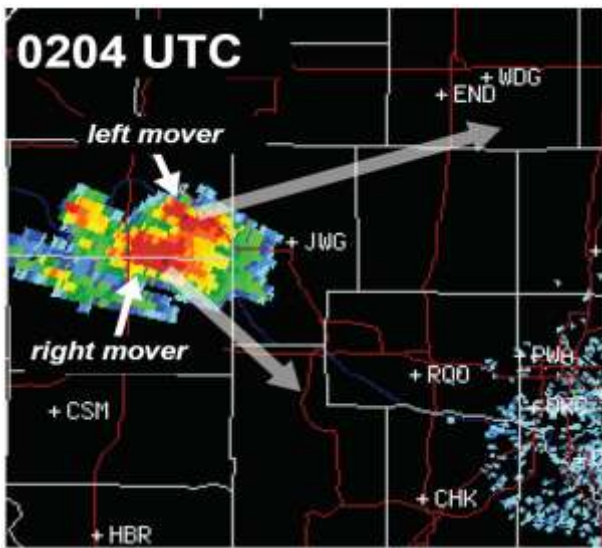 0204 UTC
+WDG
+END
left mover
+JWG
right mover
+PWA
+RQO
+CSM
+CHK
+HBR